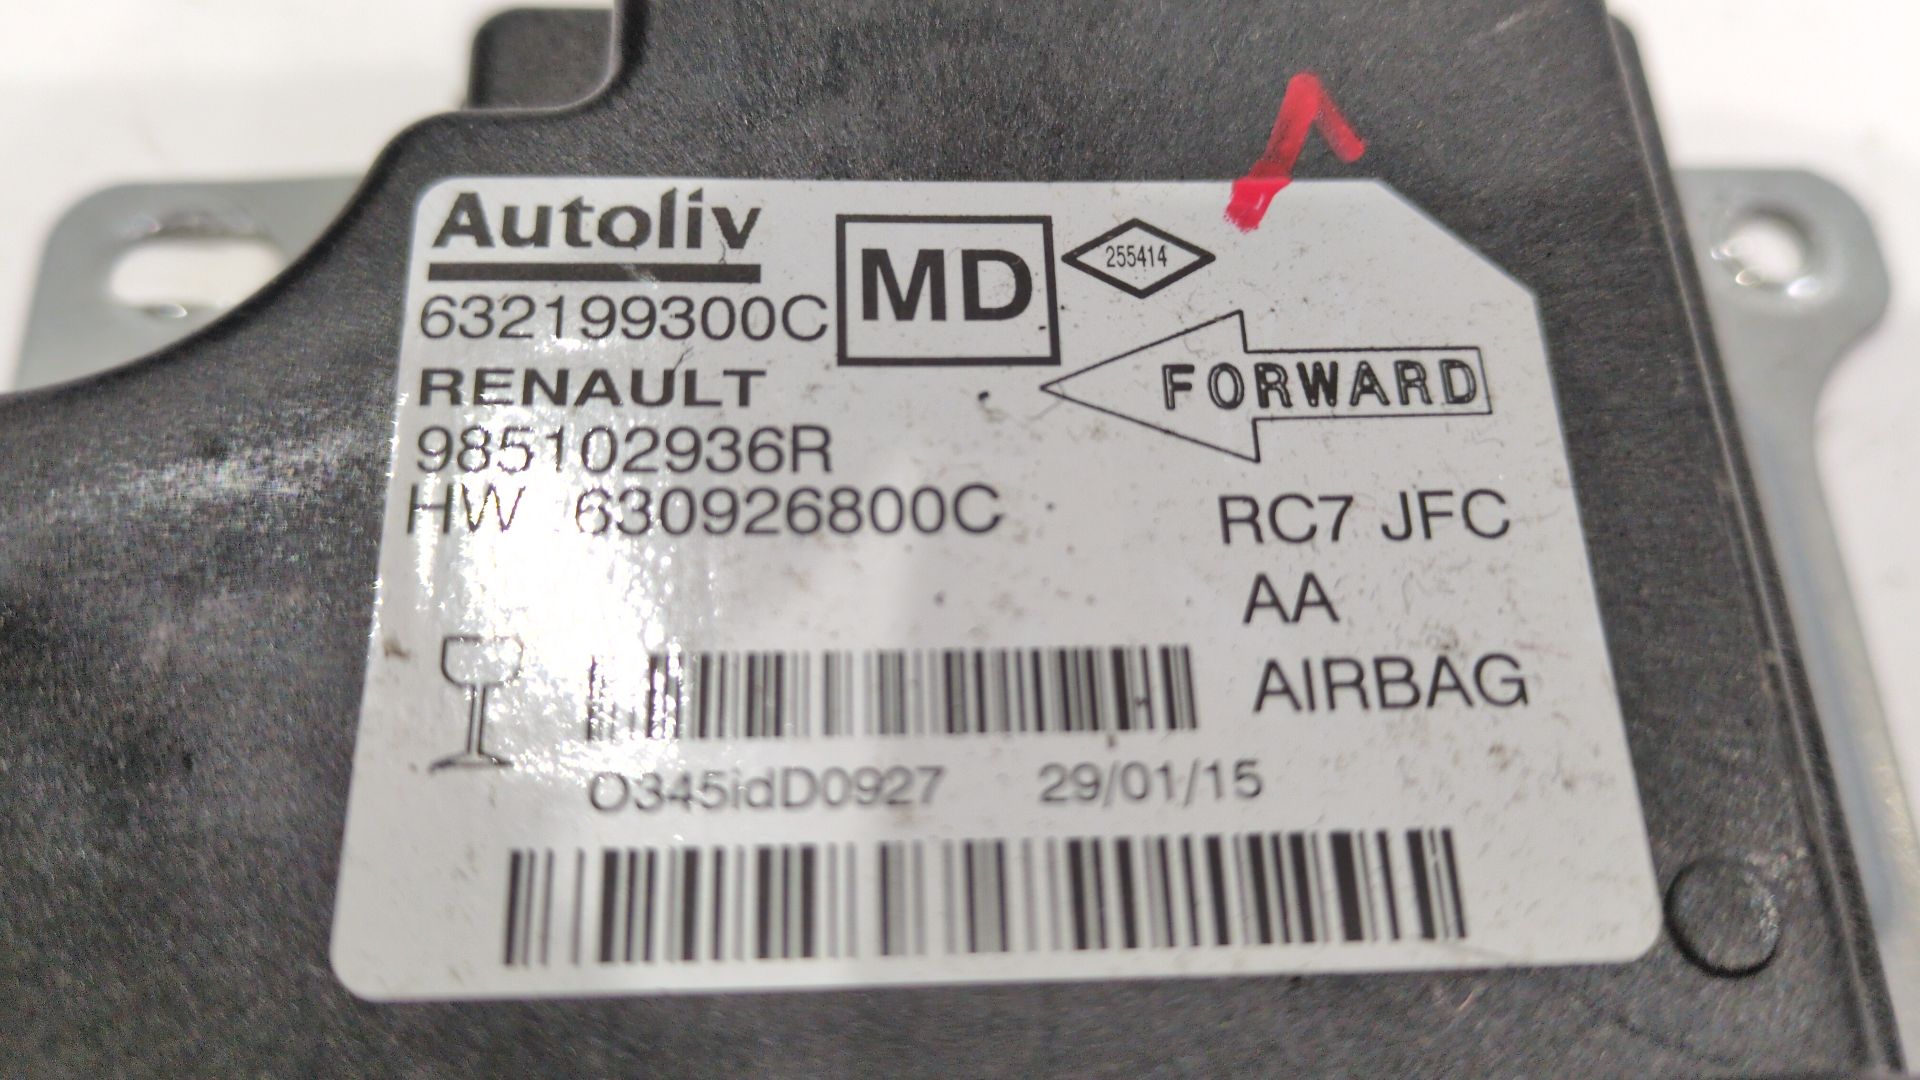 Autoliv
632199300C
MD
255414
RENAULT
FORWARD
985102936R
HW 630926800C
RC7 JFC
AA
AIRBAG
O345idD0927 29/01/15